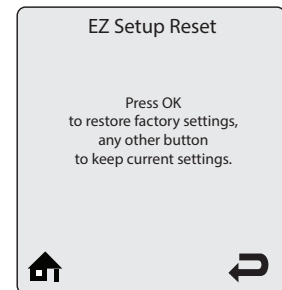 EZ Setup Reset
Press OK
to restore factory settings,
any other button
to keep current settings.